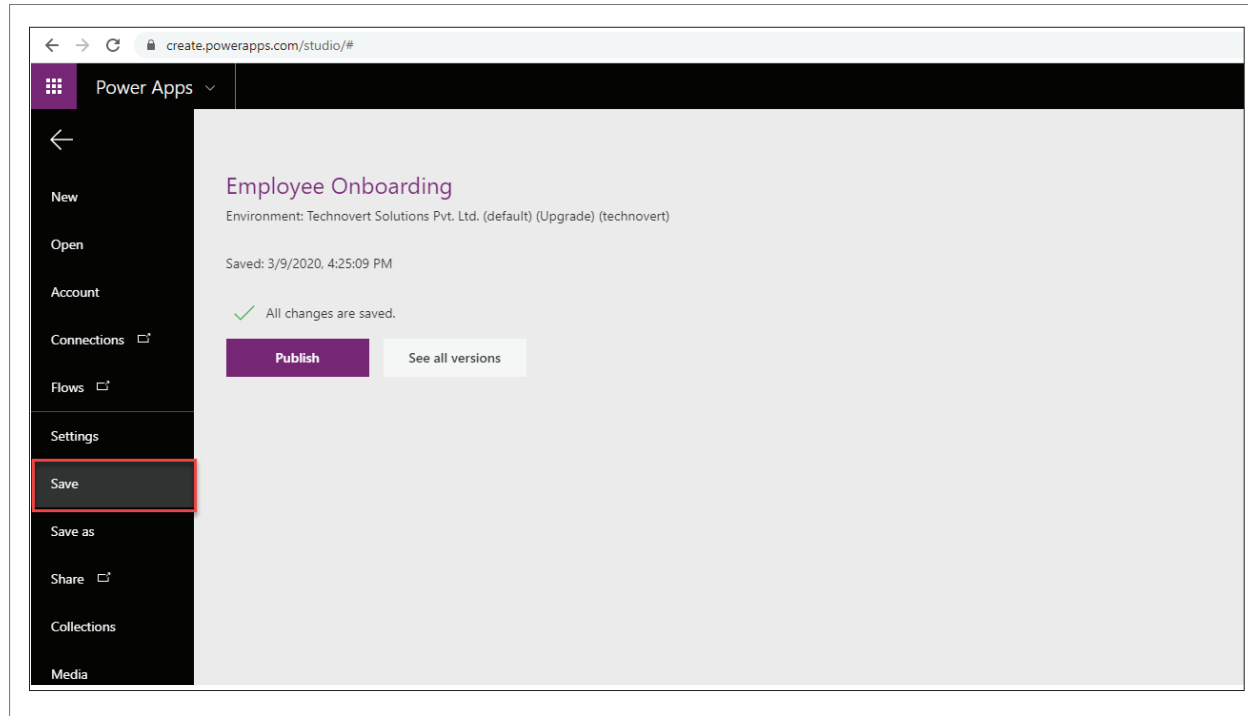 create.powerapps.com/studio/#
Power Apps
New
Open
Account
Connections
Flows
Settings
Save
Save as
Share
Collections
Media
Employee Onboarding
Environment: Technovert Solutions Pvt. Ltd. (default) (Upgrade) (technovert)
Saved: 3/9/2020, 4:25:09 PM
All changes are saved.
Publish See all versions